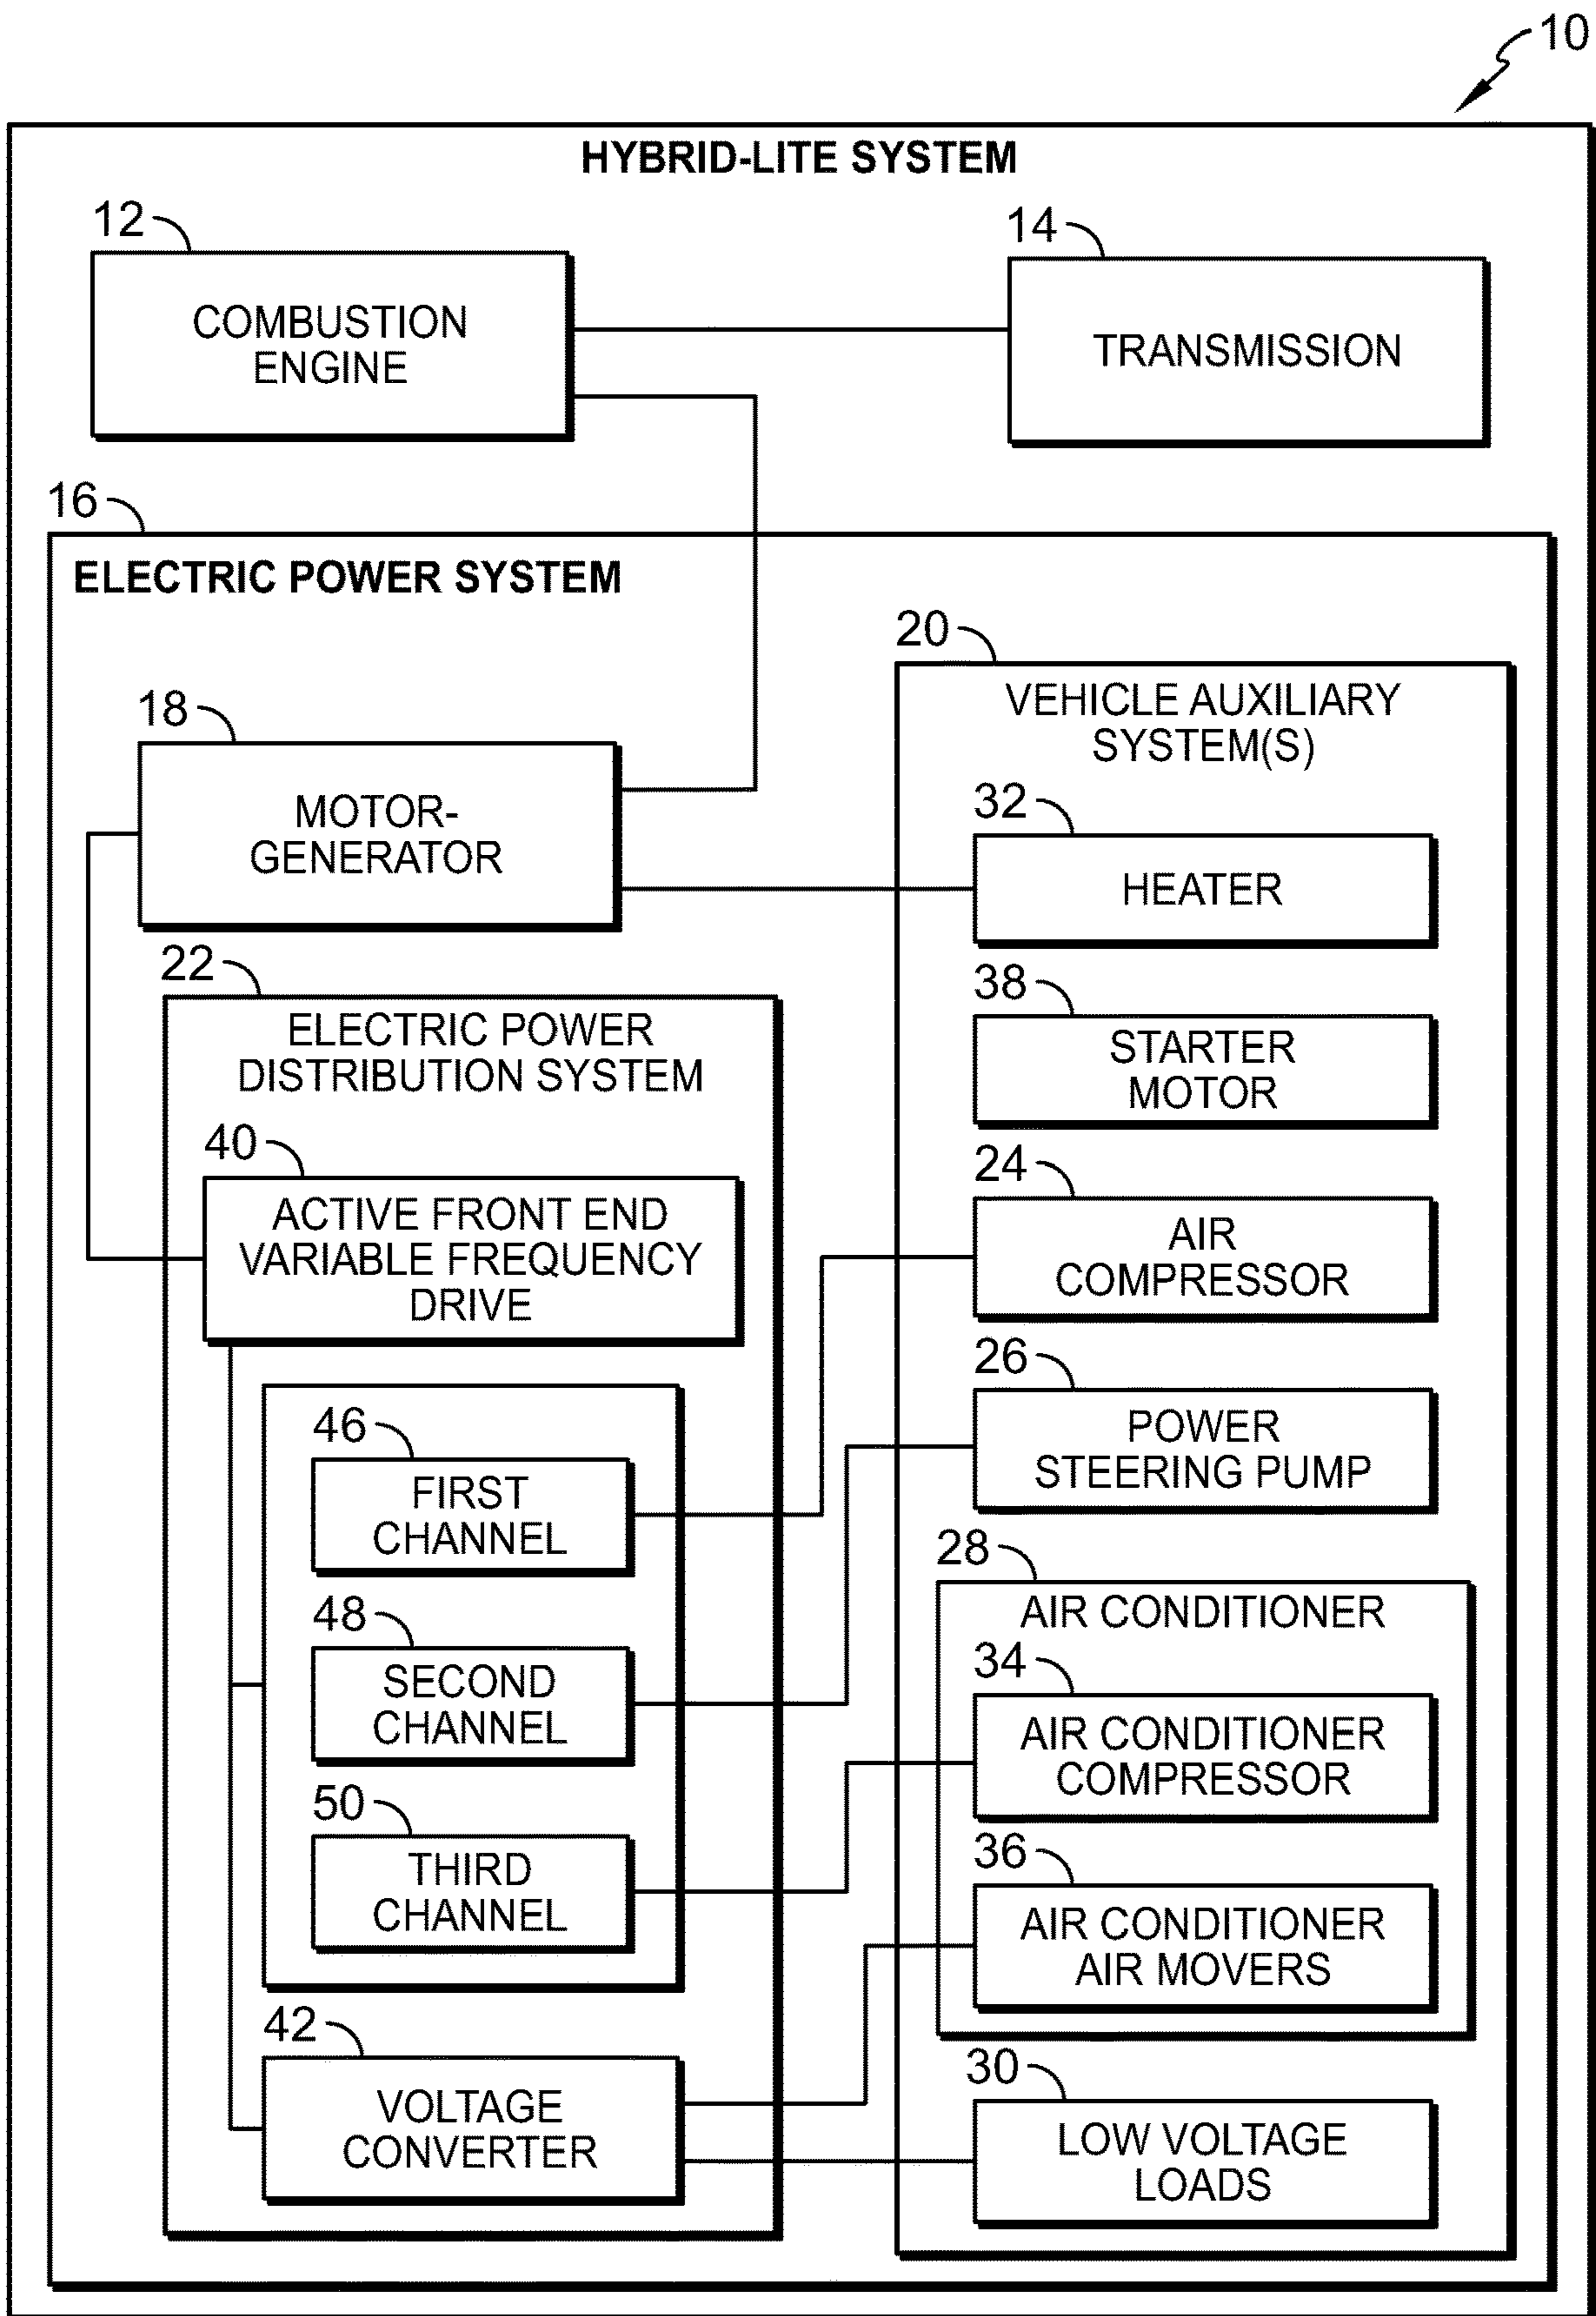 10
HYBRID-LITE SYSTEM
12
COMBUSTION
ENGINE
14
TRANSMISSION
16
ELECTRIC POWER SYSTEM
18
MOTOR-
GENERATOR
22
ELECTRIC POWER
DISTRIBUTION SYSTEM
40
ACTIVE FRONT END
VARIABLE FREQUENCY
DRIVE
46
FIRST
CHANNEL
48
SECOND
CHANNEL
50
THIRD
CHANNEL
42
VOLTAGE
CONVERTER
20
VEHICLE AUXILIARY
SYSTEM(S)
32
HEATER
38
STARTER
MOTOR
24
AIR
COMPRESSOR
26
POWER
STEERING PUMP
28
AIR CONDITIONER
34
AIR CONDITIONER
COMPRESSOR
36
AIR CONDITIONER
AIR MOVERS
30
LOW VOLTAGE
LOADS